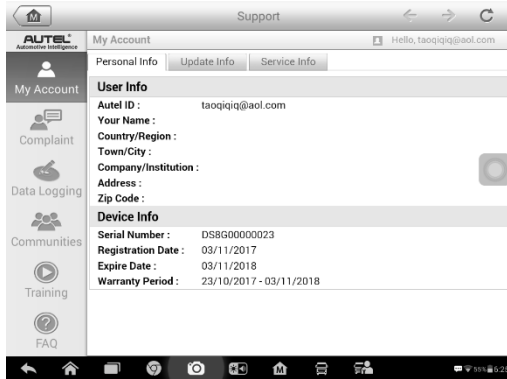 Support
AUTEL
Automotive Intelligence
My Account
Hello, taoqiqiq@aol.com
Personal Info
Update Info
Service Info
My Account
Complaint
Data Logging
Communities
Training
FAQ
User Info
Autel ID : taoqiqiq@aol.com
Your Name :
Country/Region :
Town/City :
Company/Institution :
Address :
Zip Code :
Device Info
Serial Number : DS8G00000023
Registration Date : 03/11/2017
Expire Date : 03/11/2018
Warranty Period : 23/10/2017 - 03/11/2018
55%